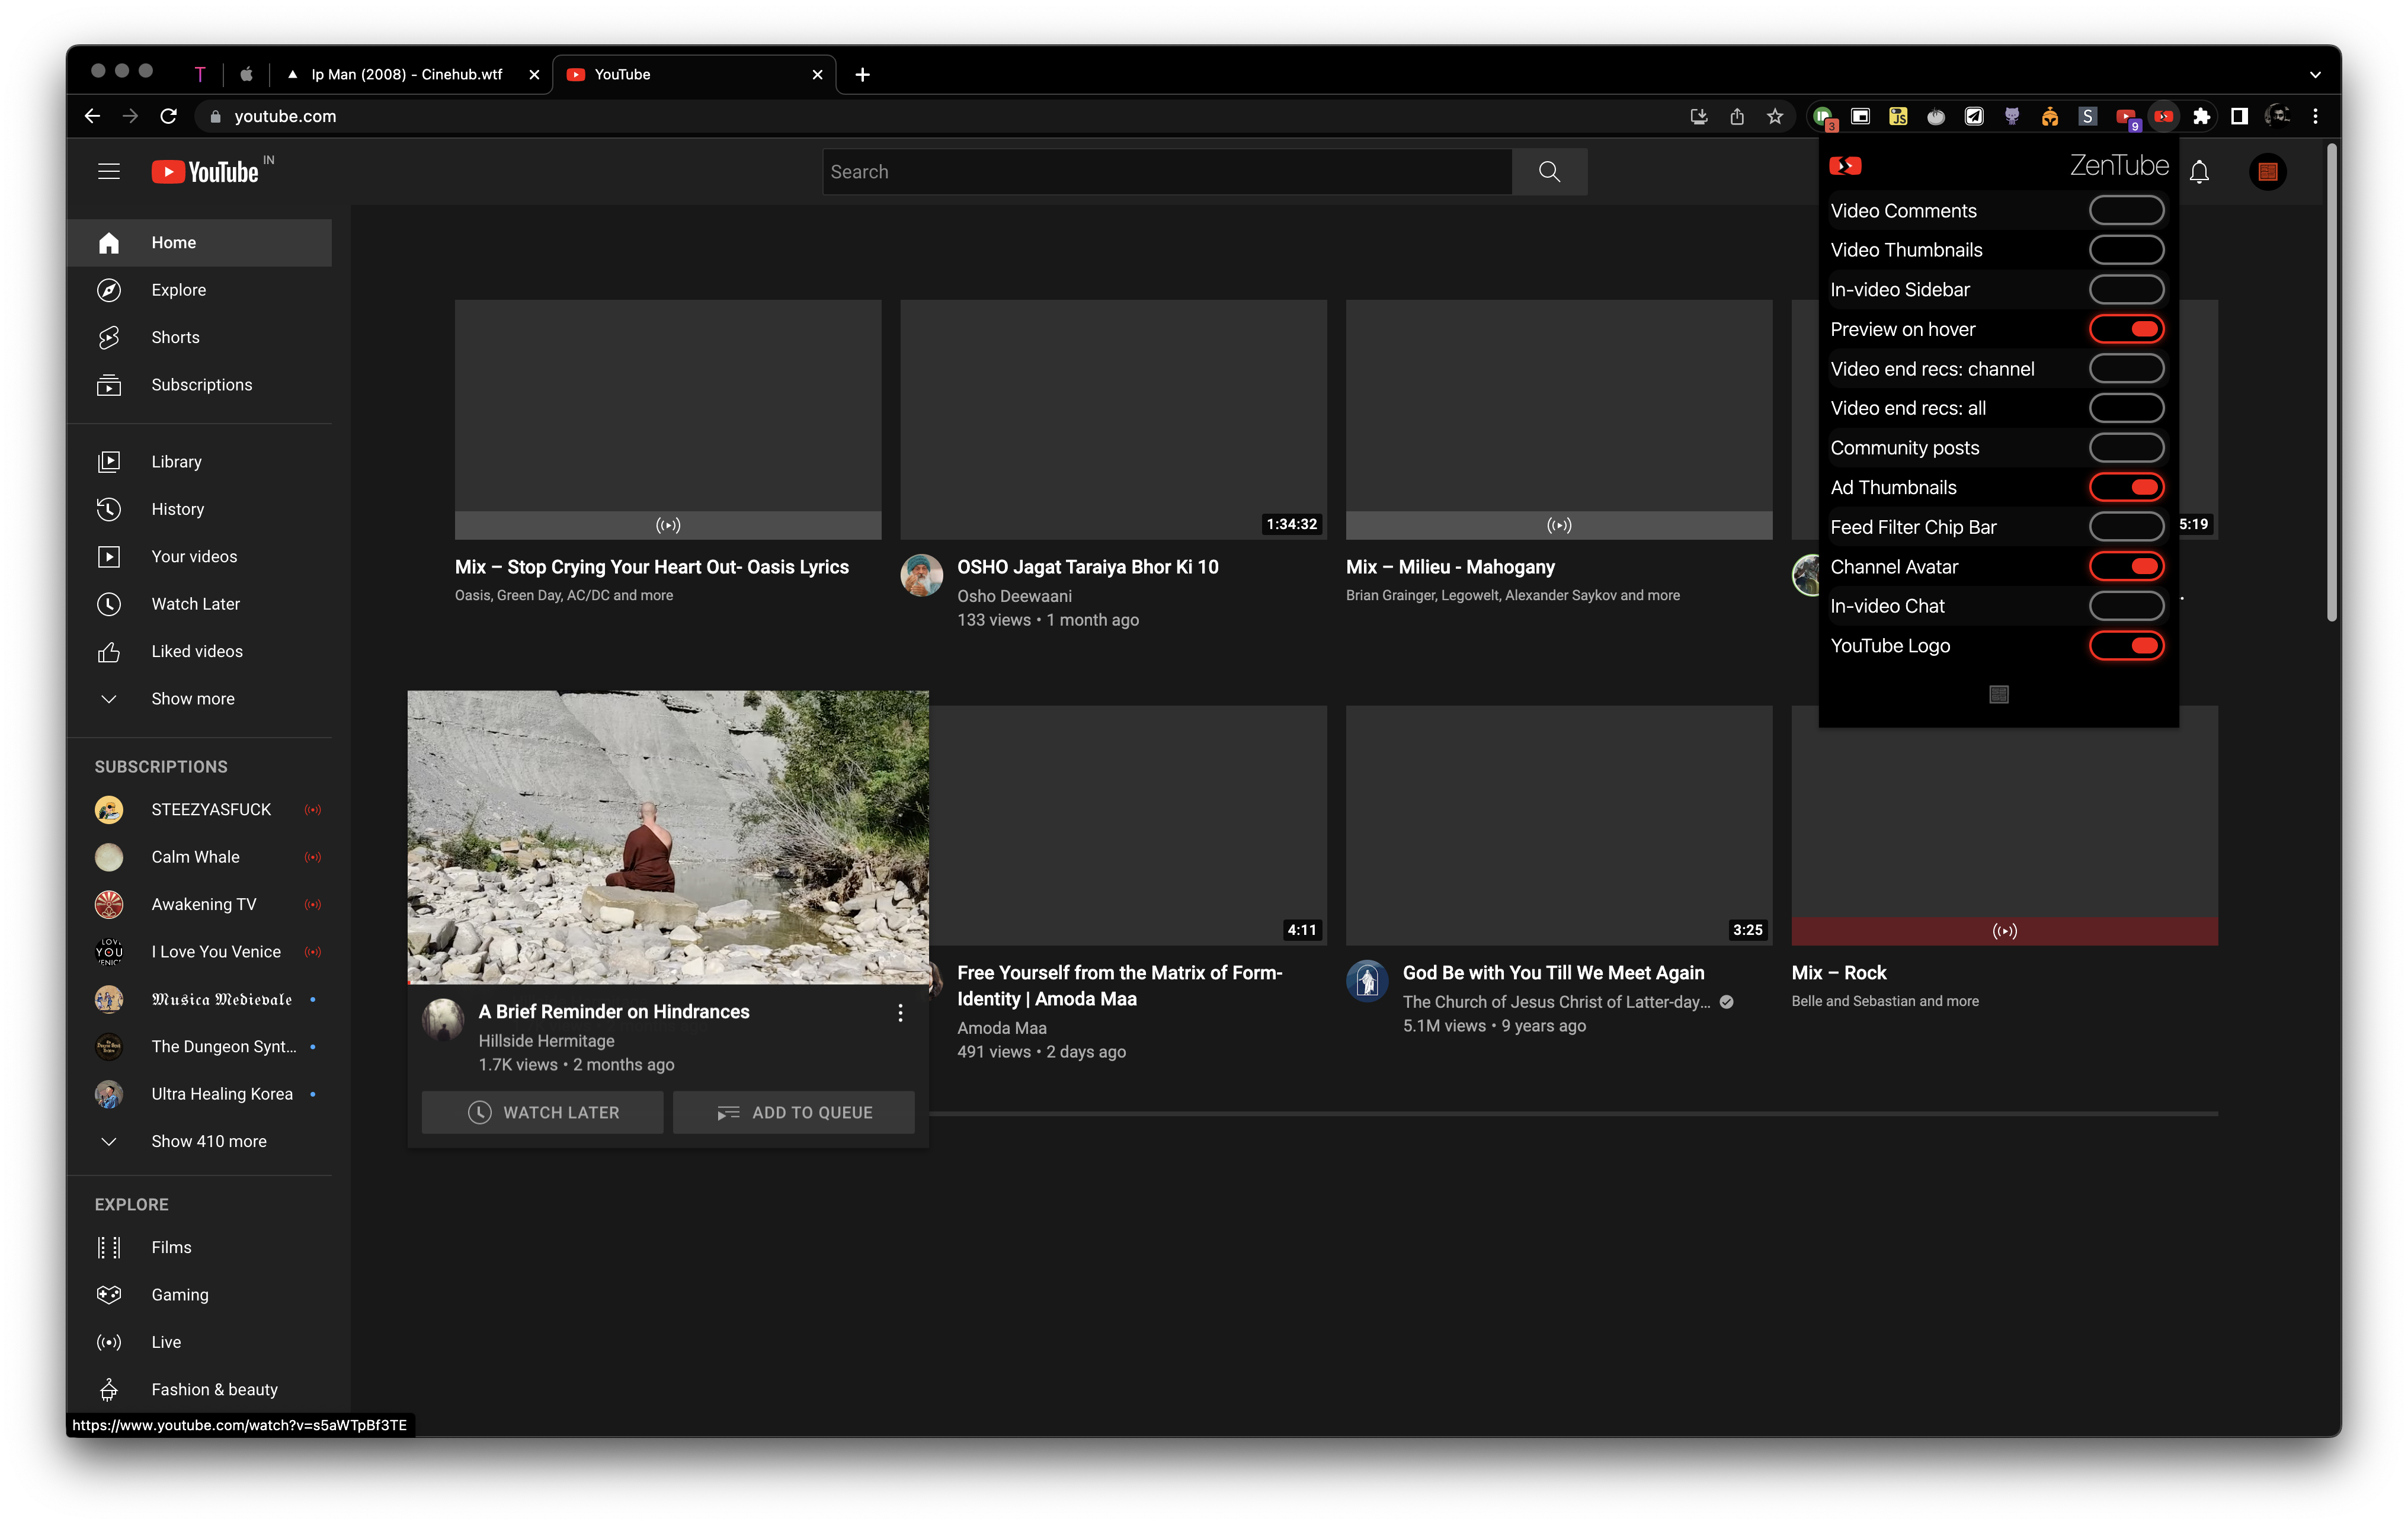 T
Ip Man (2008) - Cinehub.wtf
YouTube
youtube.com
3
JS
S
9
YouTube IN
Search
ZenTube
Home
Explore
Shorts
Subscriptions
Library
History
Your videos
Watch Later
Liked videos
Show more
SUBSCRIPTIONS
STEEZYASFUCK
Calm Whale
Awakening TV
I Love You Venice
LOVE
YOU
VENICE
𝕸𝖚𝖘𝖎𝖈𝖆 𝕸𝖊𝖉𝖎𝖊𝖛𝖆𝖑𝖊
The Dungeon Synt...
Ultra Healing Korea
Show 410 more
EXPLORE
Films
Gaming
Live
Fashion & beauty
https://www.youtube.com/watch?v=s5aWTpBf3TE
Mix – Stop Crying Your Heart Out- Oasis Lyrics
Oasis, Green Day, AC/DC and more
1:34:32
OSHO Jagat Taraiya Bhor Ki 10
Osho Deewaani
133 views • 1 month ago
Mix – Milieu - Mahogany
Brian Grainger, Legowelt, Alexander Saykov and more
5:19
A Brief Reminder on Hindrances
Hillside Hermitage
1.7K views • 2 months ago
WATCH LATER
ADD TO QUEUE
4:11
Free Yourself from the Matrix of Form-
Identity | Amoda Maa
Amoda Maa
491 views • 2 days ago
3:25
God Be with You Till We Meet Again
The Church of Jesus Christ of Latter-day...
5.1M views • 9 years ago
Mix – Rock
Belle and Sebastian and more
Video Comments
Video Thumbnails
In-video Sidebar
Preview on hover
Video end recs: channel
Video end recs: all
Community posts
Ad Thumbnails
Feed Filter Chip Bar
Channel Avatar
In-video Chat
YouTube Logo